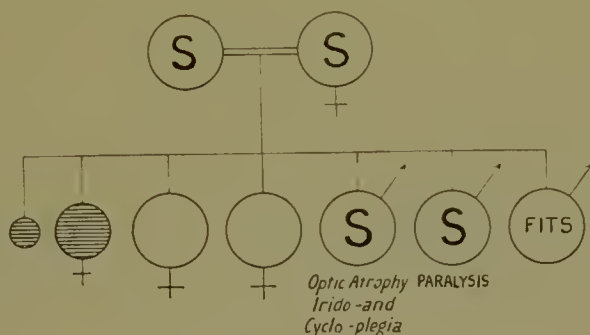 S S
S S FITS
Optic Atrophy PARALYSIS
Irido-and
Cyclo-plegia